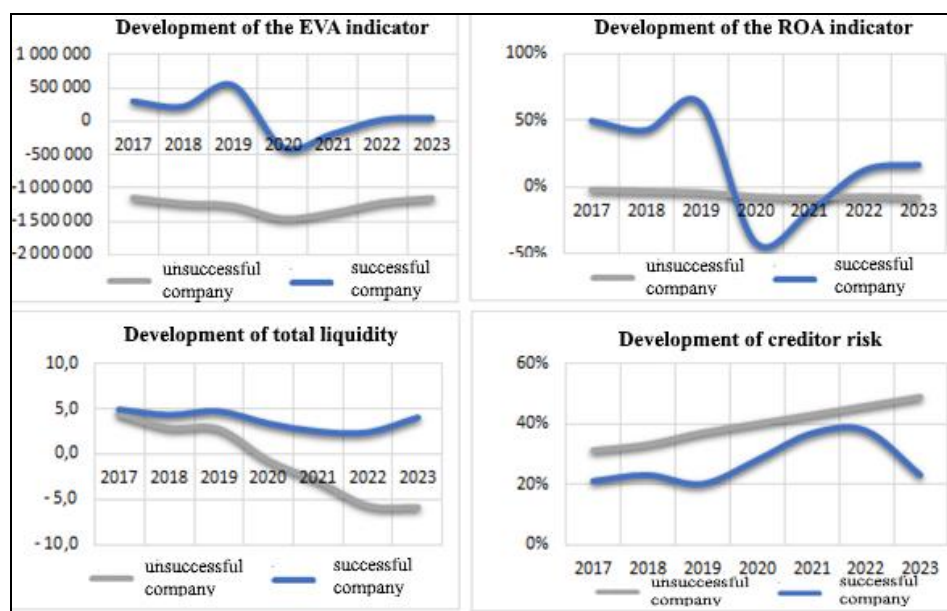 Development of the EVA indicator
1 000 000
500 000
0
-500 000
-1 000 000
-1 500 000
-2 000 000
2017 2018 2019 2020 2021 2022 2023
unsuccessful company
successful company
Development of the ROA indicator
100%
50%
0%
-50%
2017 2018 2019 2020 2021 2022 2023
unsuccessful company
successful company
Development of total liquidity
10,0
5,0
0,0
- 5,0
- 10,0
2017 2018 2019 2020 2021 2022 2023
unsuccessful company
successful company
Development of creditor risk
60%
40%
20%
0%
2017 2018 2019 2020 2021 2022 2023
unsuccessful company
successful company